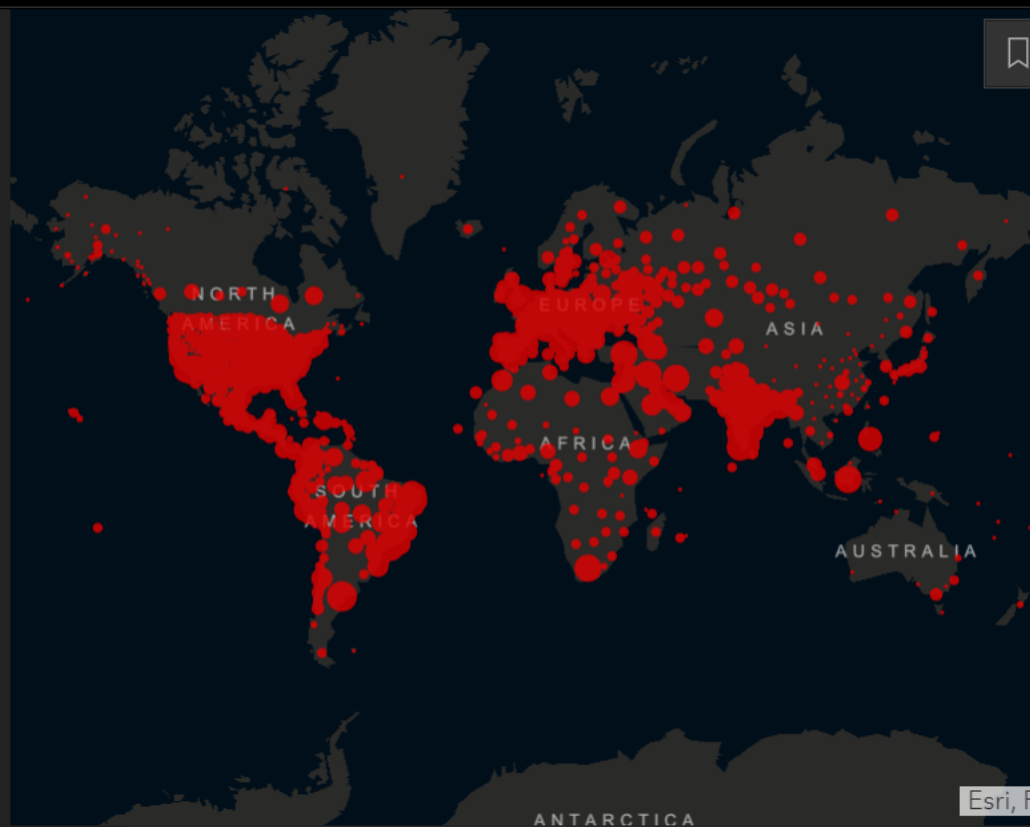 NORTH
AMERICA
EUROPE
ASIA
AFRICA
SOUTH
AMERICA
AUSTRALIA
ANTARCTICA
Esri, F